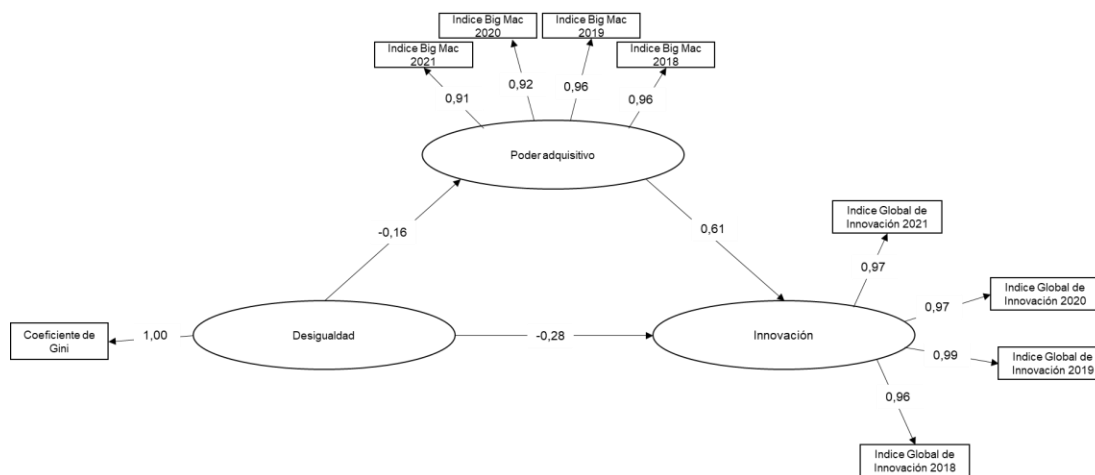 Indice Big Mac
2020
Indice Big Mac
2019
Indice Big Mac
2021
Indice Big Mac
2018
0,91
0,92
0,96
0,96
Poder adquisitivo
-0,16
0,61
Indice Global de
Innovación 2021
0,97
Indice Global de
Innovación 2020
0,97
Coeficiente de
Gini
1,00
Desigualdad
-0,28
Innovación
0,99
Indice Global de
Innovación 2019
0,96
Indice Global de
Innovación 2018